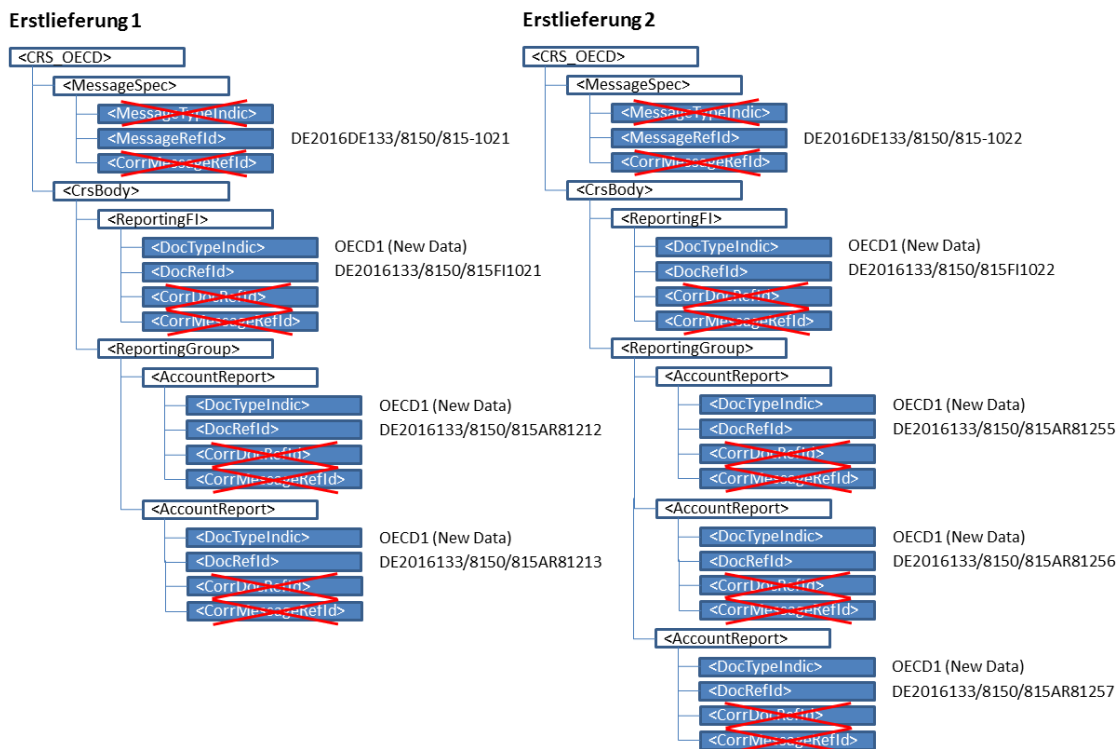 Erstlieferung 1
<CRS_OECD>
<MessageSpec>
<MessageTypeIndic>
<MessageRefId> DE2016DE133/8150/815-1021
<CorrMessageRefId>
<CrsBody>
<ReportingFI>
<DocTypeIndic> OECD1 (New Data)
<DocRefId> DE2016133/8150/815FI1021
<CorrDocRefId>
<CorrMessageRefId>
<ReportingGroup>
<AccountReport>
<DocTypeIndic> OECD1 (New Data)
<DocRefId> DE2016133/8150/815AR81212
<CorrDocRefId>
<CorrMessageRefId>
<AccountReport>
<DocTypeIndic> OECD1 (New Data)
<DocRefId> DE2016133/8150/815AR81213
<CorrDocRefId>
<CorrMessageRefId>
Erstlieferung 2
<CRS_OECD>
<MessageSpec>
<MessageTypeIndic>
<MessageRefId> DE2016DE133/8150/815-1022
<CorrMessageRefId>
<CrsBody>
<ReportingFI>
<DocTypeIndic> OECD1 (New Data)
<DocRefId> DE2016133/8150/815FI1022
<CorrDocRefId>
<CorrMessageRefId>
<ReportingGroup>
<AccountReport>
<DocTypeIndic> OECD1 (New Data)
<DocRefId> DE2016133/8150/815AR81255
<CorrDocRefId>
<CorrMessageRefId>
<AccountReport>
<DocTypeIndic> OECD1 (New Data)
<DocRefId> DE2016133/8150/815AR81256
<CorrDocRefId>
<CorrMessageRefId>
<AccountReport>
<DocTypeIndic> OECD1 (New Data)
<DocRefId> DE2016133/8150/815AR81257
<CorrDocRefId>
<CorrMessageRefId>